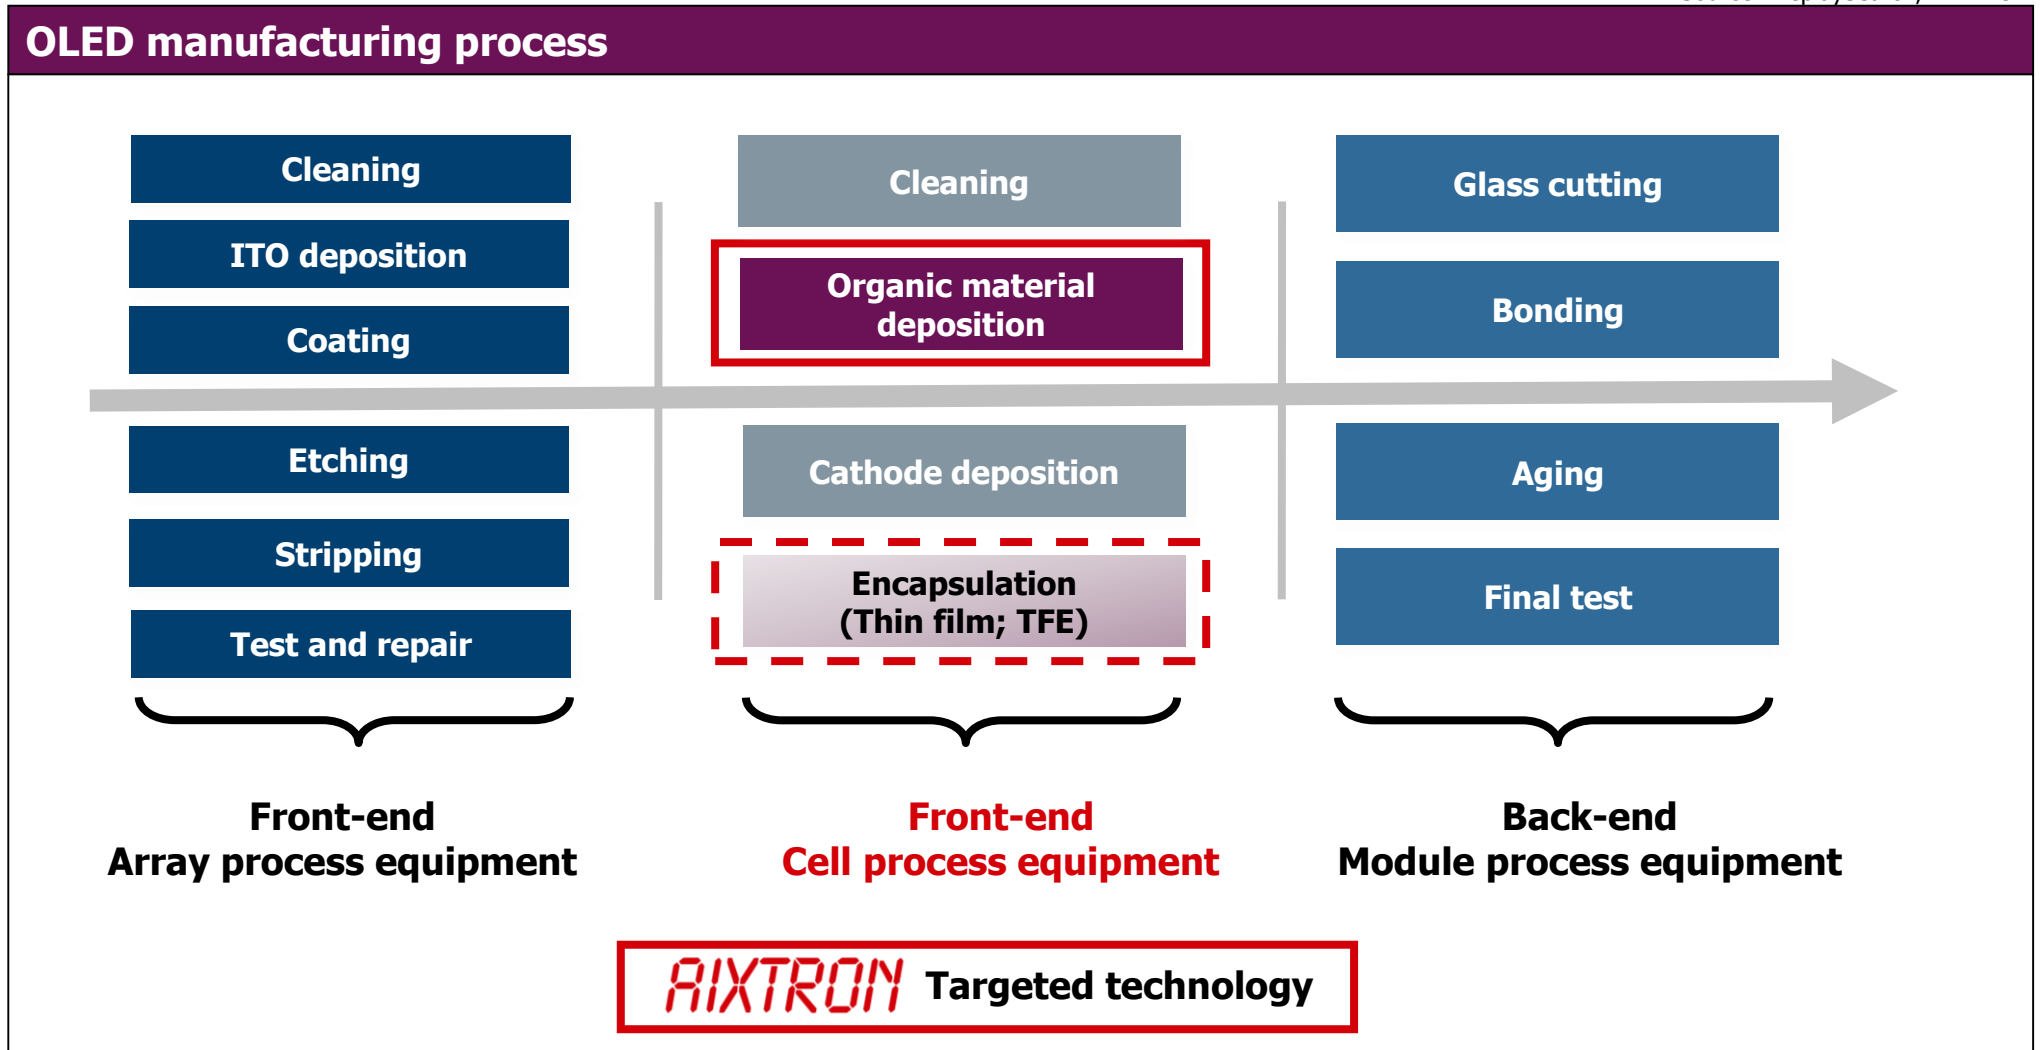 OLED manufacturing process
Cleaning
ITO deposition
Coating
Etching
Stripping
Test and repair
Front-end
Array process equipment
Cleaning
Organic material
deposition
Cathode deposition
Encapsulation
(Thin film; TFE)
Front-end
Cell process equipment
Glass cutting
Bonding
Aging
Final test
Back-end
Module process equipment
AIXTRON Targeted technology